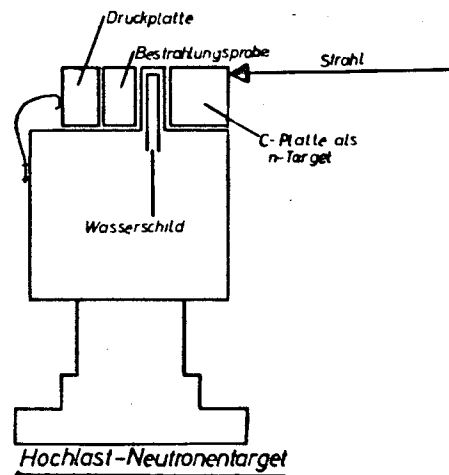 Druckplatte
Bestrahlungsprobe
Strahl
C-Platte als
n-Target
Wasserschild
Hochlast-Neutronentarget